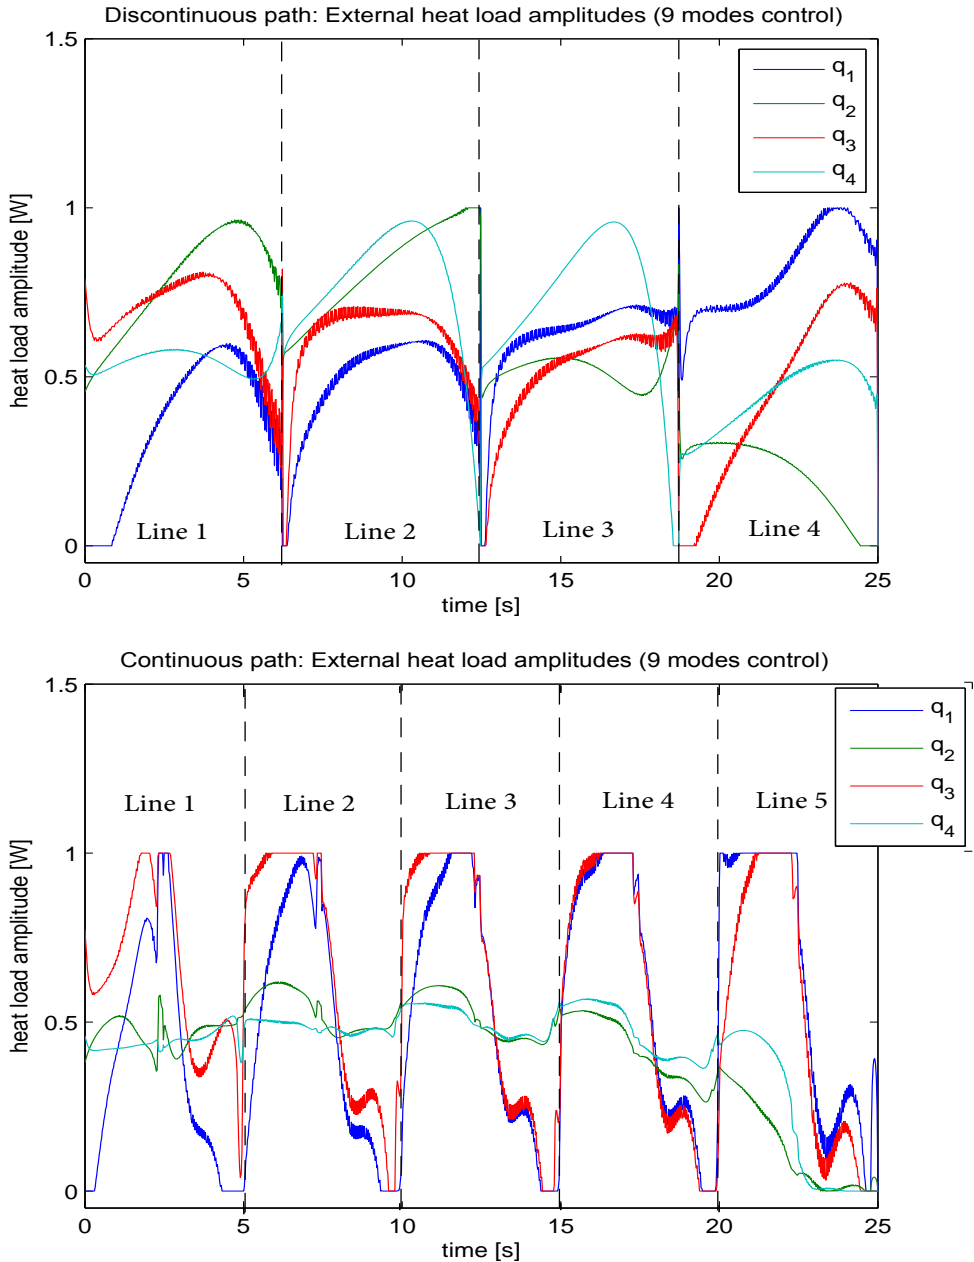 Discontinuous path: External heat load amplitudes (9 modes control)
1.5
q1
q2
q3
q4
1
heat load amplitude [W]
0.5
Line 1
Line 2
Line 3
Line 4
0
0 5 10 15 20 25
time [s]
Continuous path: External heat load amplitudes (9 modes control)
1.5
q1
q2
q3
q4
Line 1
Line 2
Line 3
Line 4
Line 5
1
heat load amplitude [W]
0.5
0
0 5 10 15 20 25
time [s]